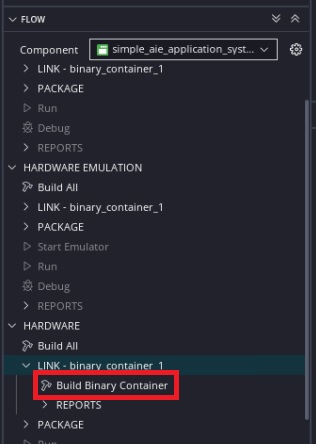 FLOW
Component simple_aie_application_syst...
LINK - binary_container_1
PACKAGE
Run
Debug
REPORTS
HARDWARE EMULATION
Build All
LINK - binary_container_1
PACKAGE
Start Emulator
Run
Debug
REPORTS
HARDWARE
Build All
LINK - binary_container_1
Build Binary Container
REPORTS
PACKAGE
Run